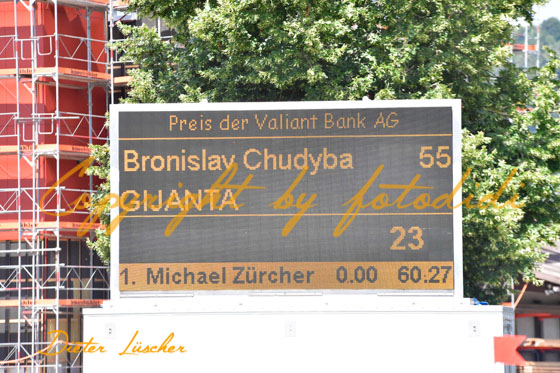 Preis der Valiant Bank AG
Bronislav Chudyba 55
GIJANTA
Copyright by fotodidi
23
1. Michael Zürcher 0.00 60.27
Dieter Lüscher